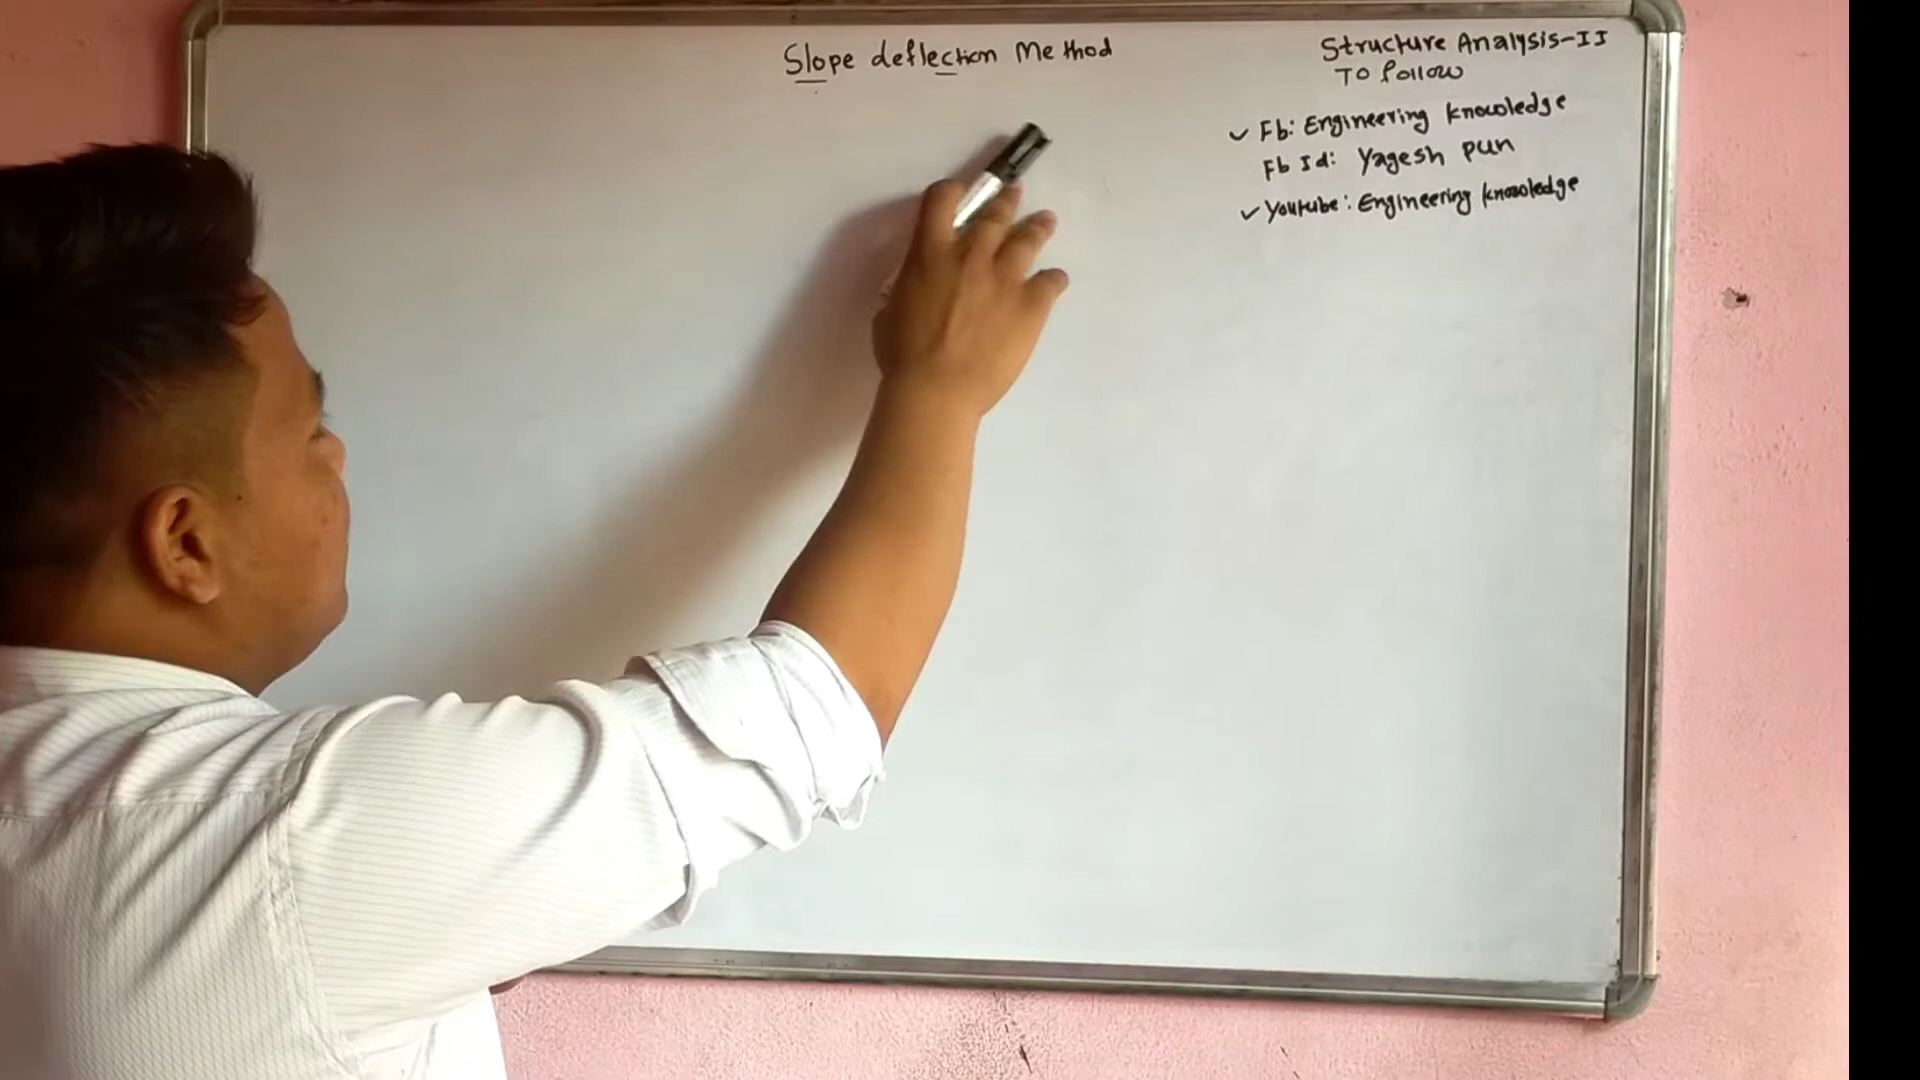 Slope deflection Method
Structure Analysis-II
To follow
✓ Fb: Engineering knowledge
Fb Id: Yagesh pun
✓ Youtube: Engineering knowledge